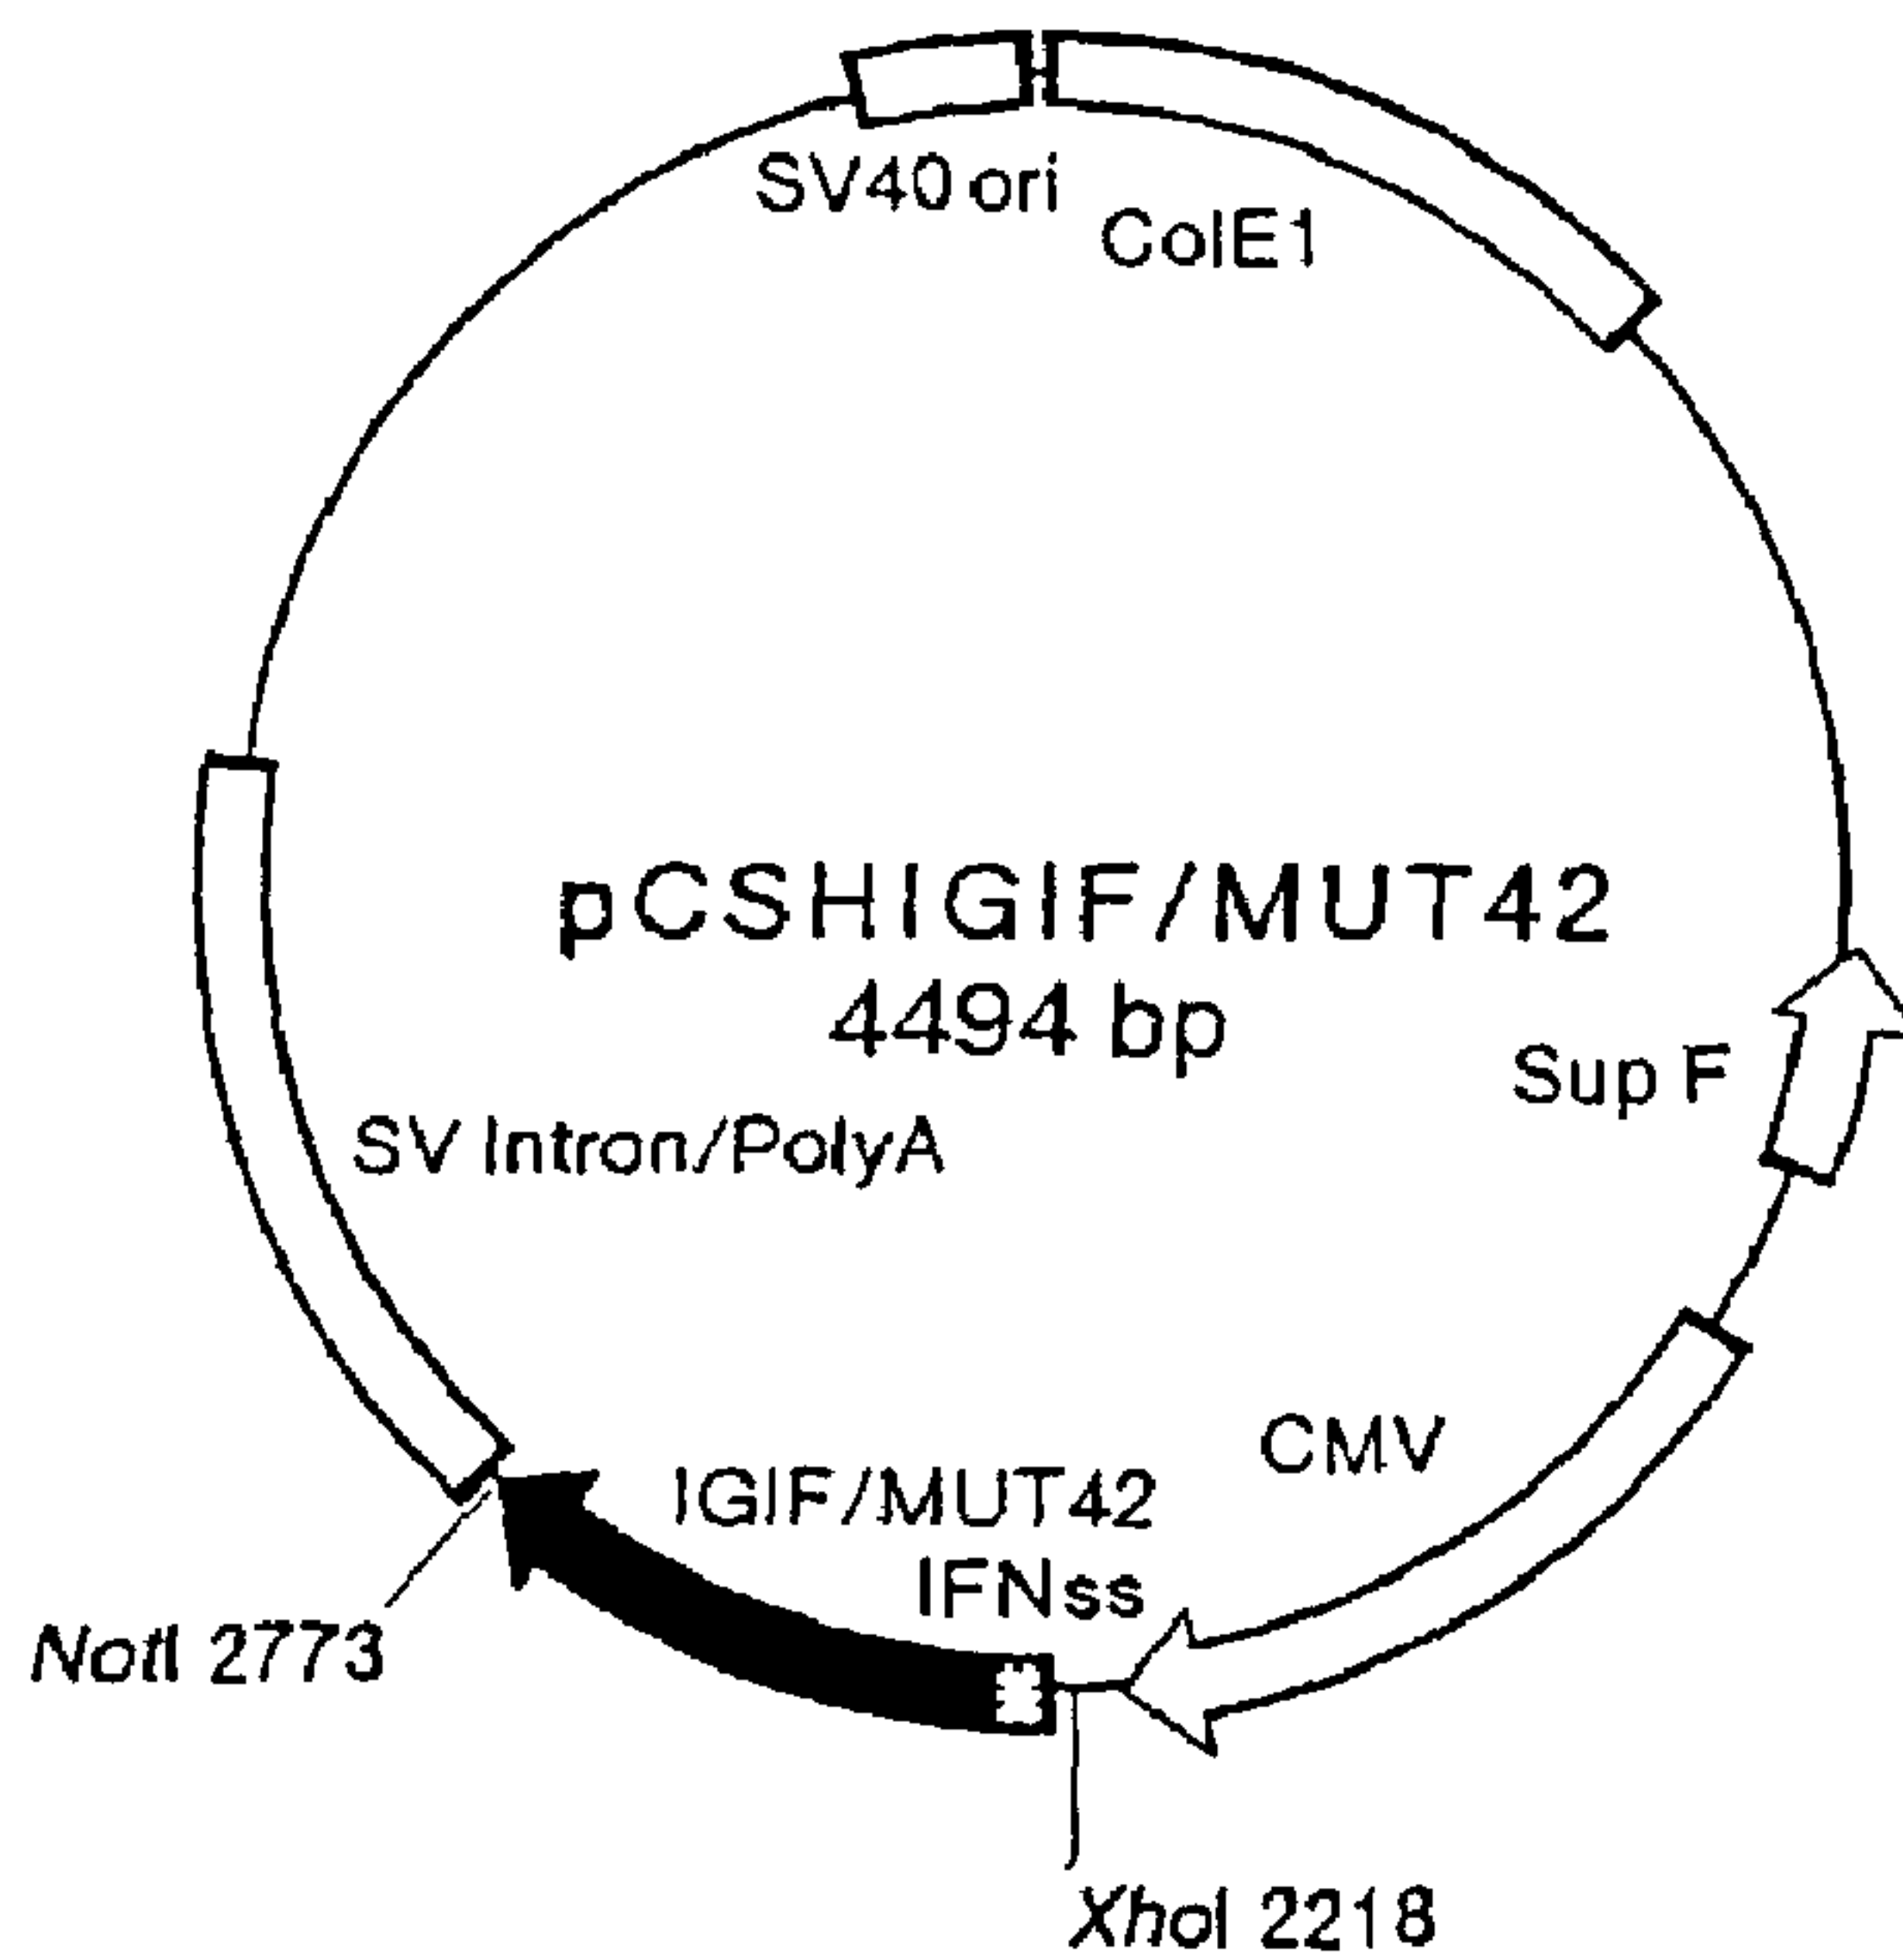 SV40 ori
ColE1
pCSHIGIF/MUT42
4494 bp
Sup F
SV Intron/PolyA
CMV
IGIF/MUT42
IFNss
NotI 2773
XhoI 2218